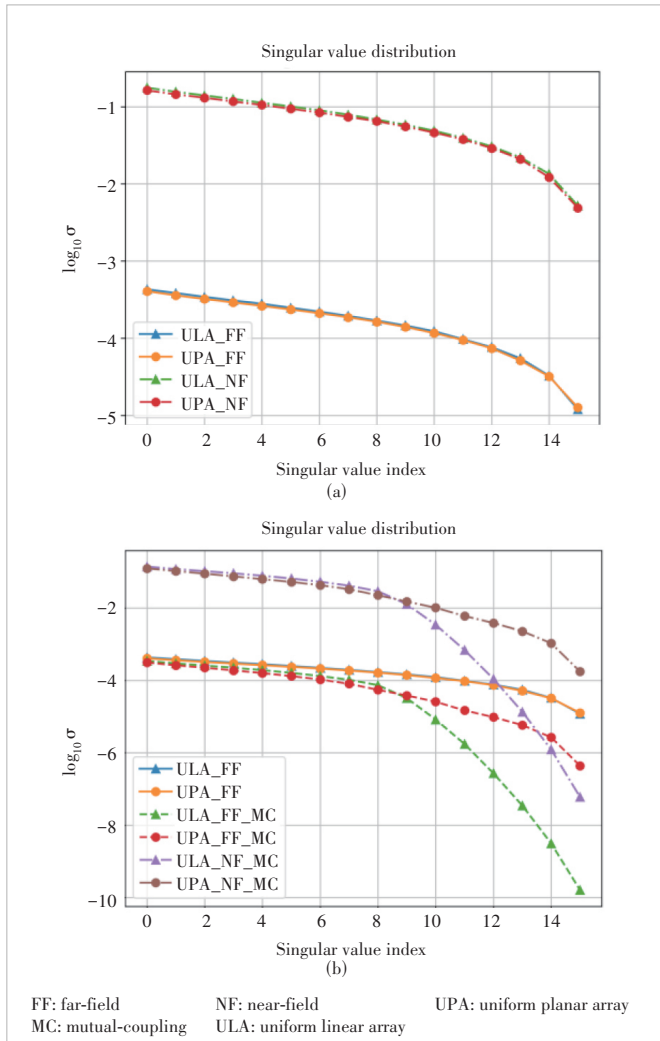 Singular value distribution
−1
−2
−3
−4
−5
log₁₀ σ
ULA_FF
UPA_FF
ULA_NF
UPA_NF
0 2 4 6 8 10 12 14
Singular value index
(a)
Singular value distribution
−2
−4
−6
−8
−10
log₁₀ σ
ULA_FF
UPA_FF
ULA_FF_MC
UPA_FF_MC
ULA_NF_MC
UPA_NF_MC
0 2 4 6 8 10 12 14
Singular value index
(b)
FF: far-field NF: near-field UPA: uniform planar array
MC: mutual-coupling ULA: uniform linear array